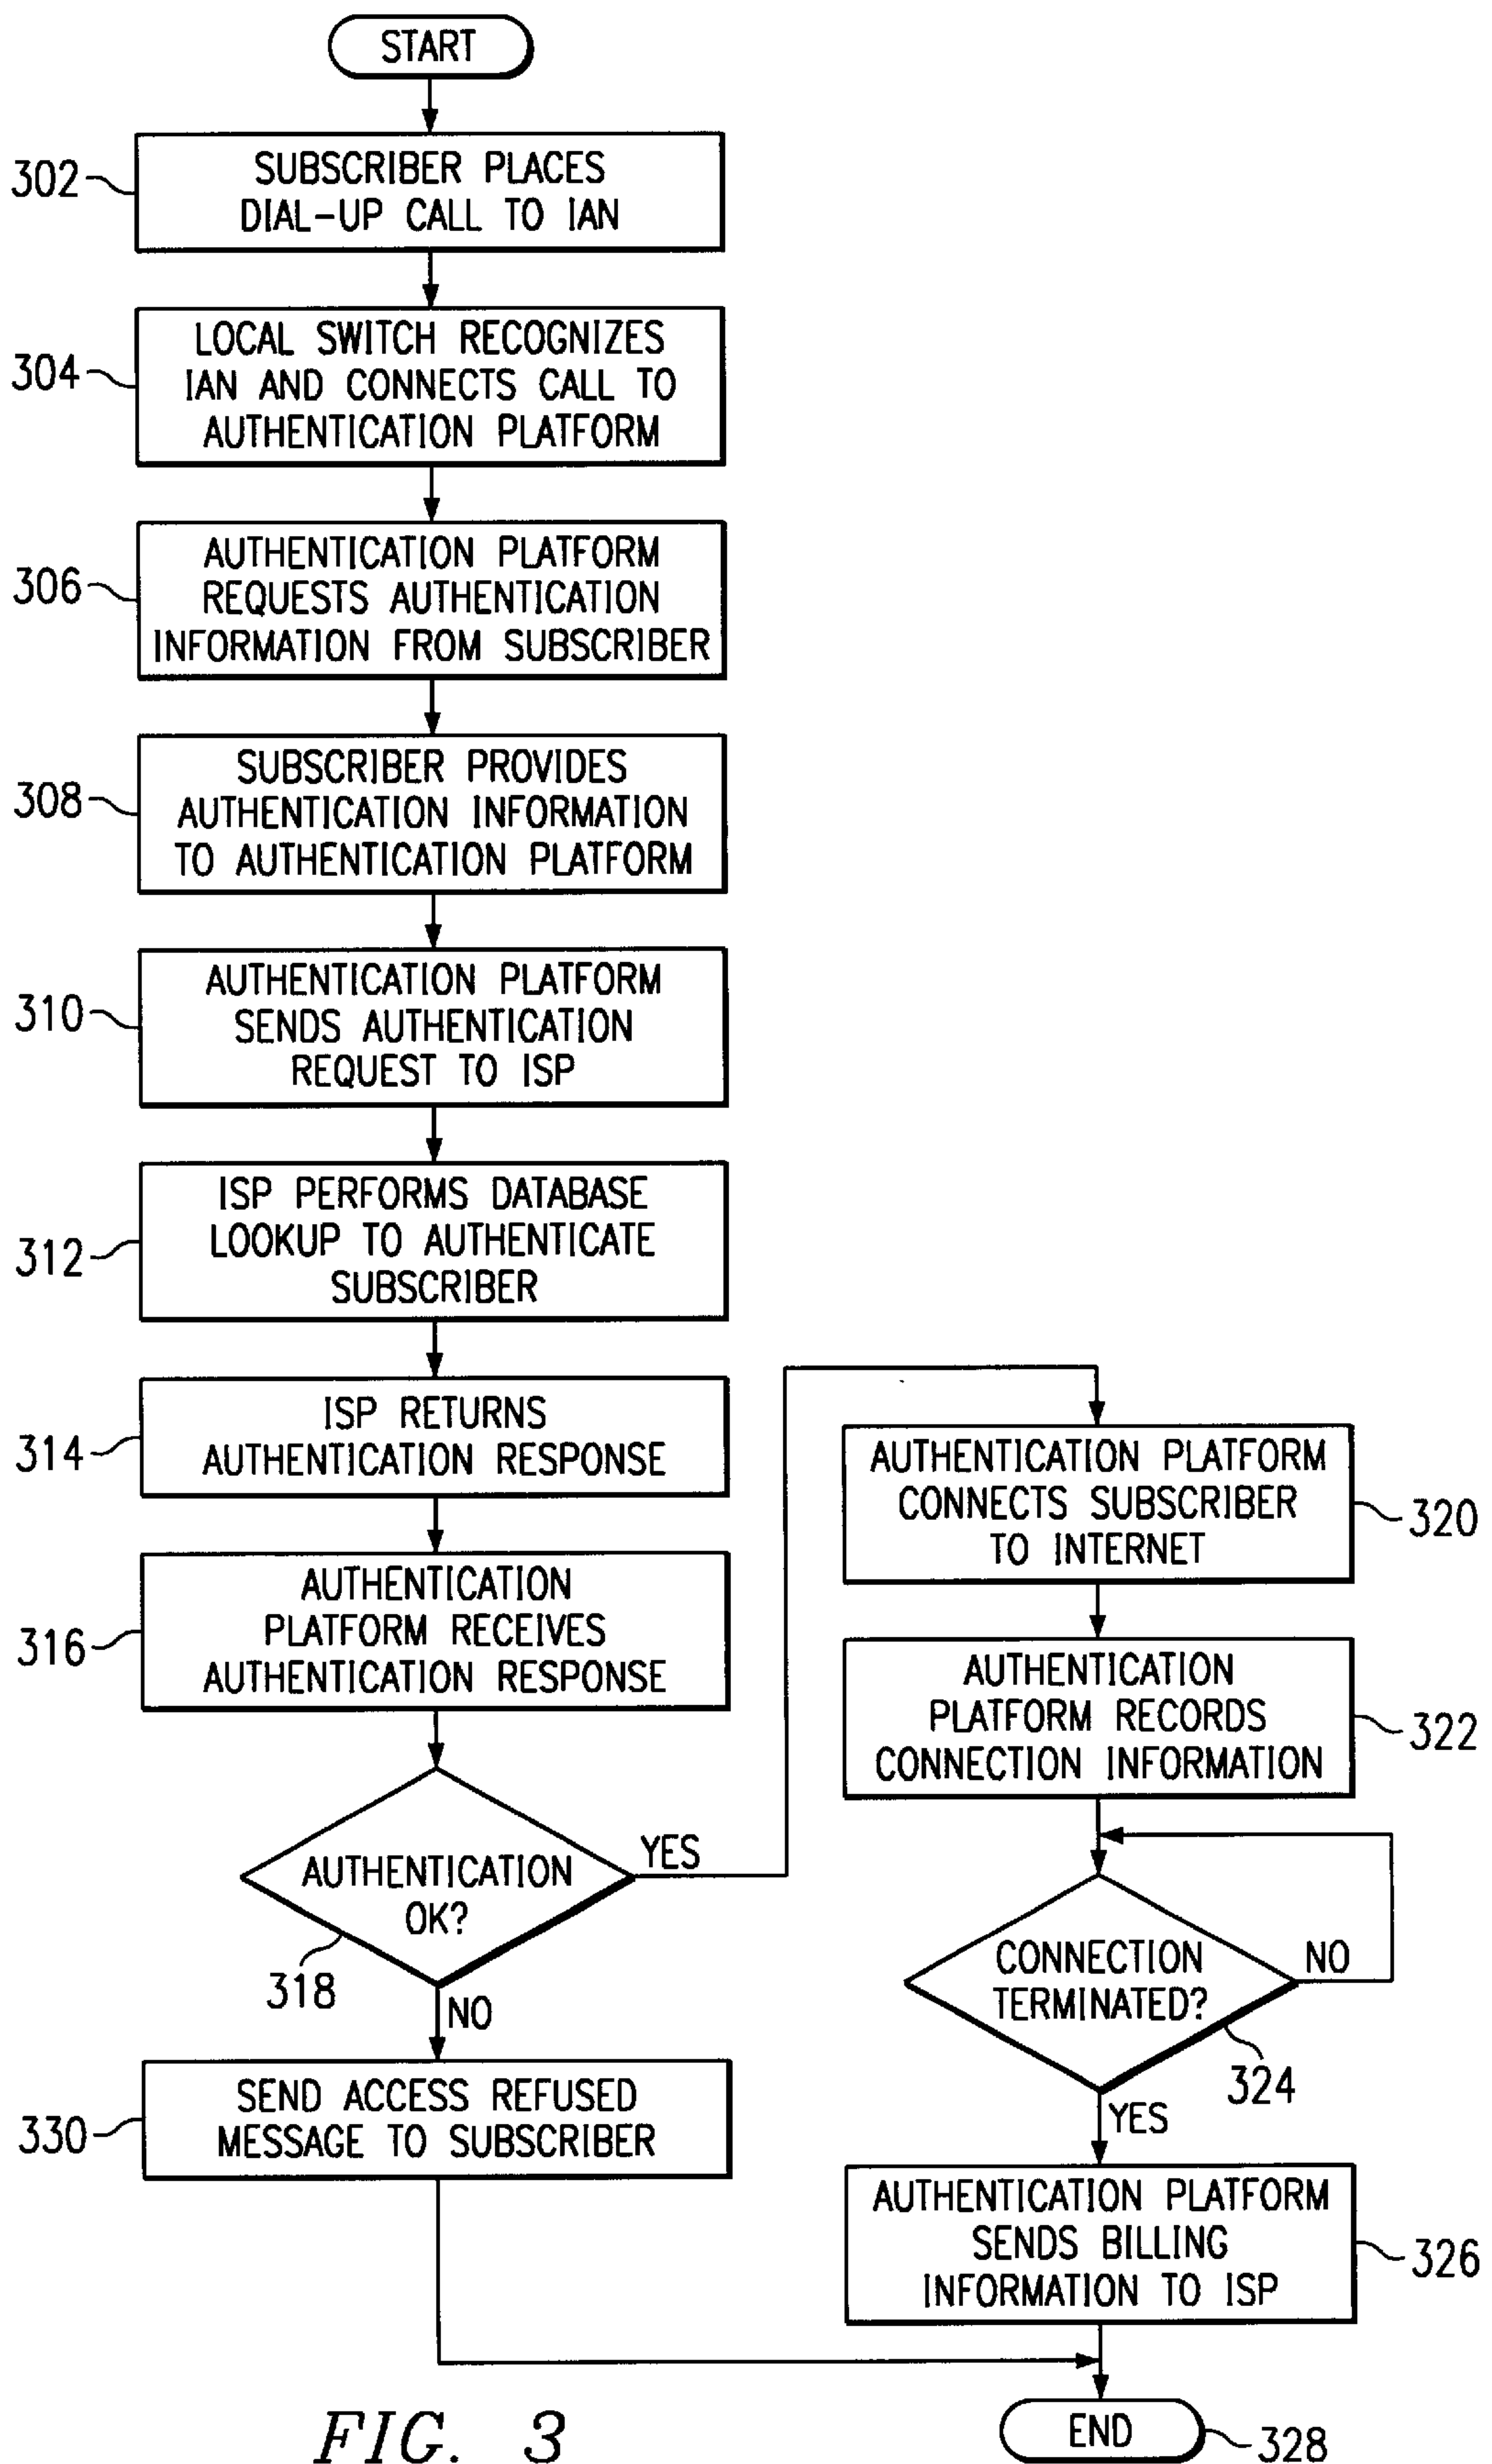 START
302
SUBSCRIBER PLACES
DIAL-UP CALL TO IAN
304
LOCAL SWITCH RECOGNIZES
IAN AND CONNECTS CALL TO
AUTHENTICATION PLATFORM
306
AUTHENTICATION PLATFORM
REQUESTS AUTHENTICATION
INFORMATION FROM SUBSCRIBER
308
SUBSCRIBER PROVIDES
AUTHENTICATION INFORMATION
TO AUTHENTICATION PLATFORM
310
AUTHENTICATION PLATFORM
SENDS AUTHENTICATION
REQUEST TO ISP
312
ISP PERFORMS DATABASE
LOOKUP TO AUTHENTICATE
SUBSCRIBER
314
ISP RETURNS
AUTHENTICATION RESPONSE
316
AUTHENTICATION
PLATFORM RECEIVES
AUTHENTICATION RESPONSE
AUTHENTICATION
OK?
318
YES
NO
330
SEND ACCESS REFUSED
MESSAGE TO SUBSCRIBER
AUTHENTICATION PLATFORM
CONNECTS SUBSCRIBER
TO INTERNET
320
AUTHENTICATION
PLATFORM RECORDS
CONNECTION INFORMATION
322
CONNECTION
TERMINATED?
NO
324
YES
AUTHENTICATION PLATFORM
SENDS BILLING
INFORMATION TO ISP
326
END
328
FIG. 3